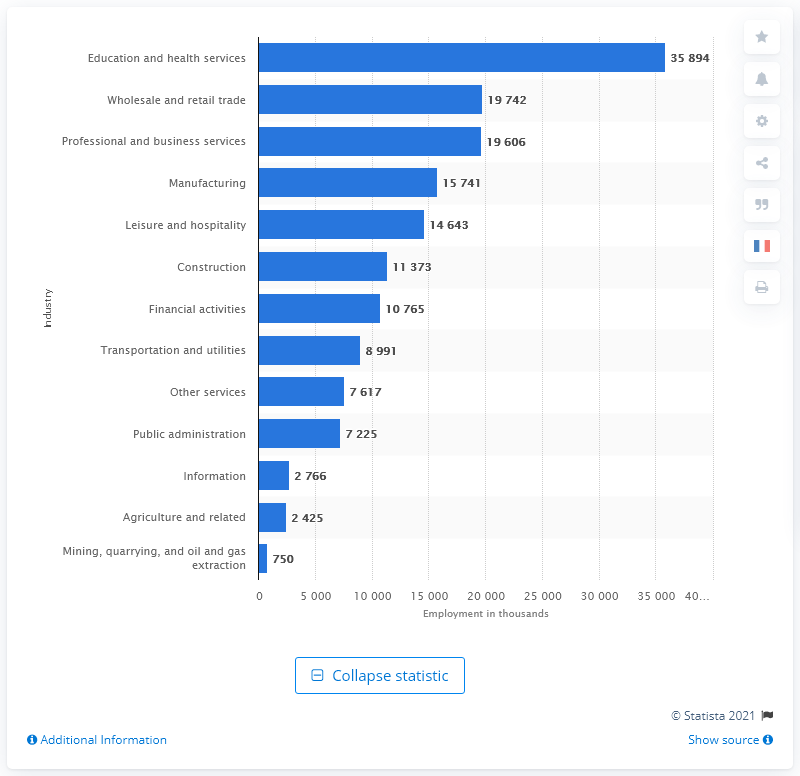 Education and health services 35 894
Wholesale and retail trade 19 742
Professional and business services 19 606
Manufacturing 15 741
Leisure and hospitality 14 643
Construction 11 373
Industry
Financial activities 10 765
Transportation and utilities 8 991
Other services 7 617
Public administration 7 225
Information 2 766
Agriculture and related 2 425
Mining, quarrying, and oil and gas
extraction 750
0 5 000 10 000 15 000 20 000 25 000 30 000 35 000 40…
Employment in thousands
Collapse statistic
© Statista 2021
Additional Information Show source